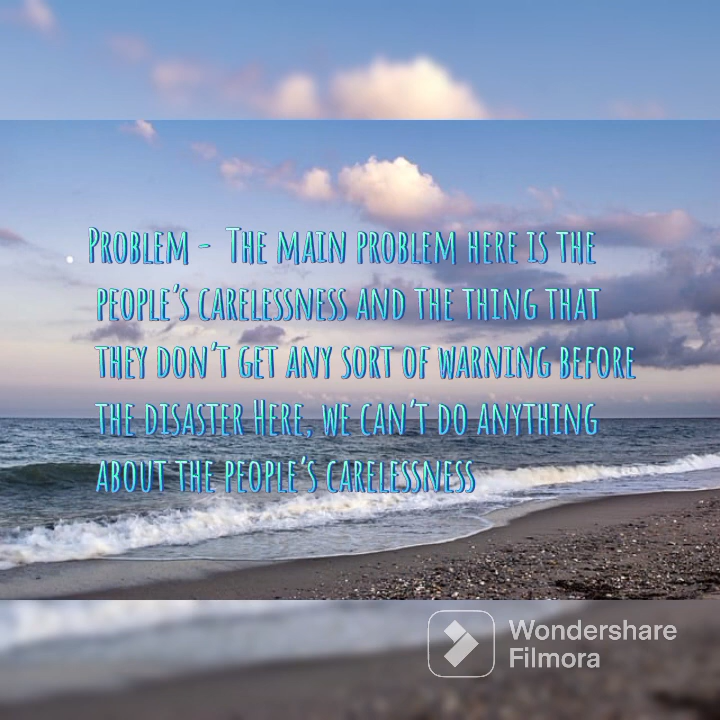 Problem - The main problem here is the
people's carelessness and the thing that
they don't get any sort of warning before
the disaster Here, we can't do anything
about the people's carelessness
Wondershare
Filmora